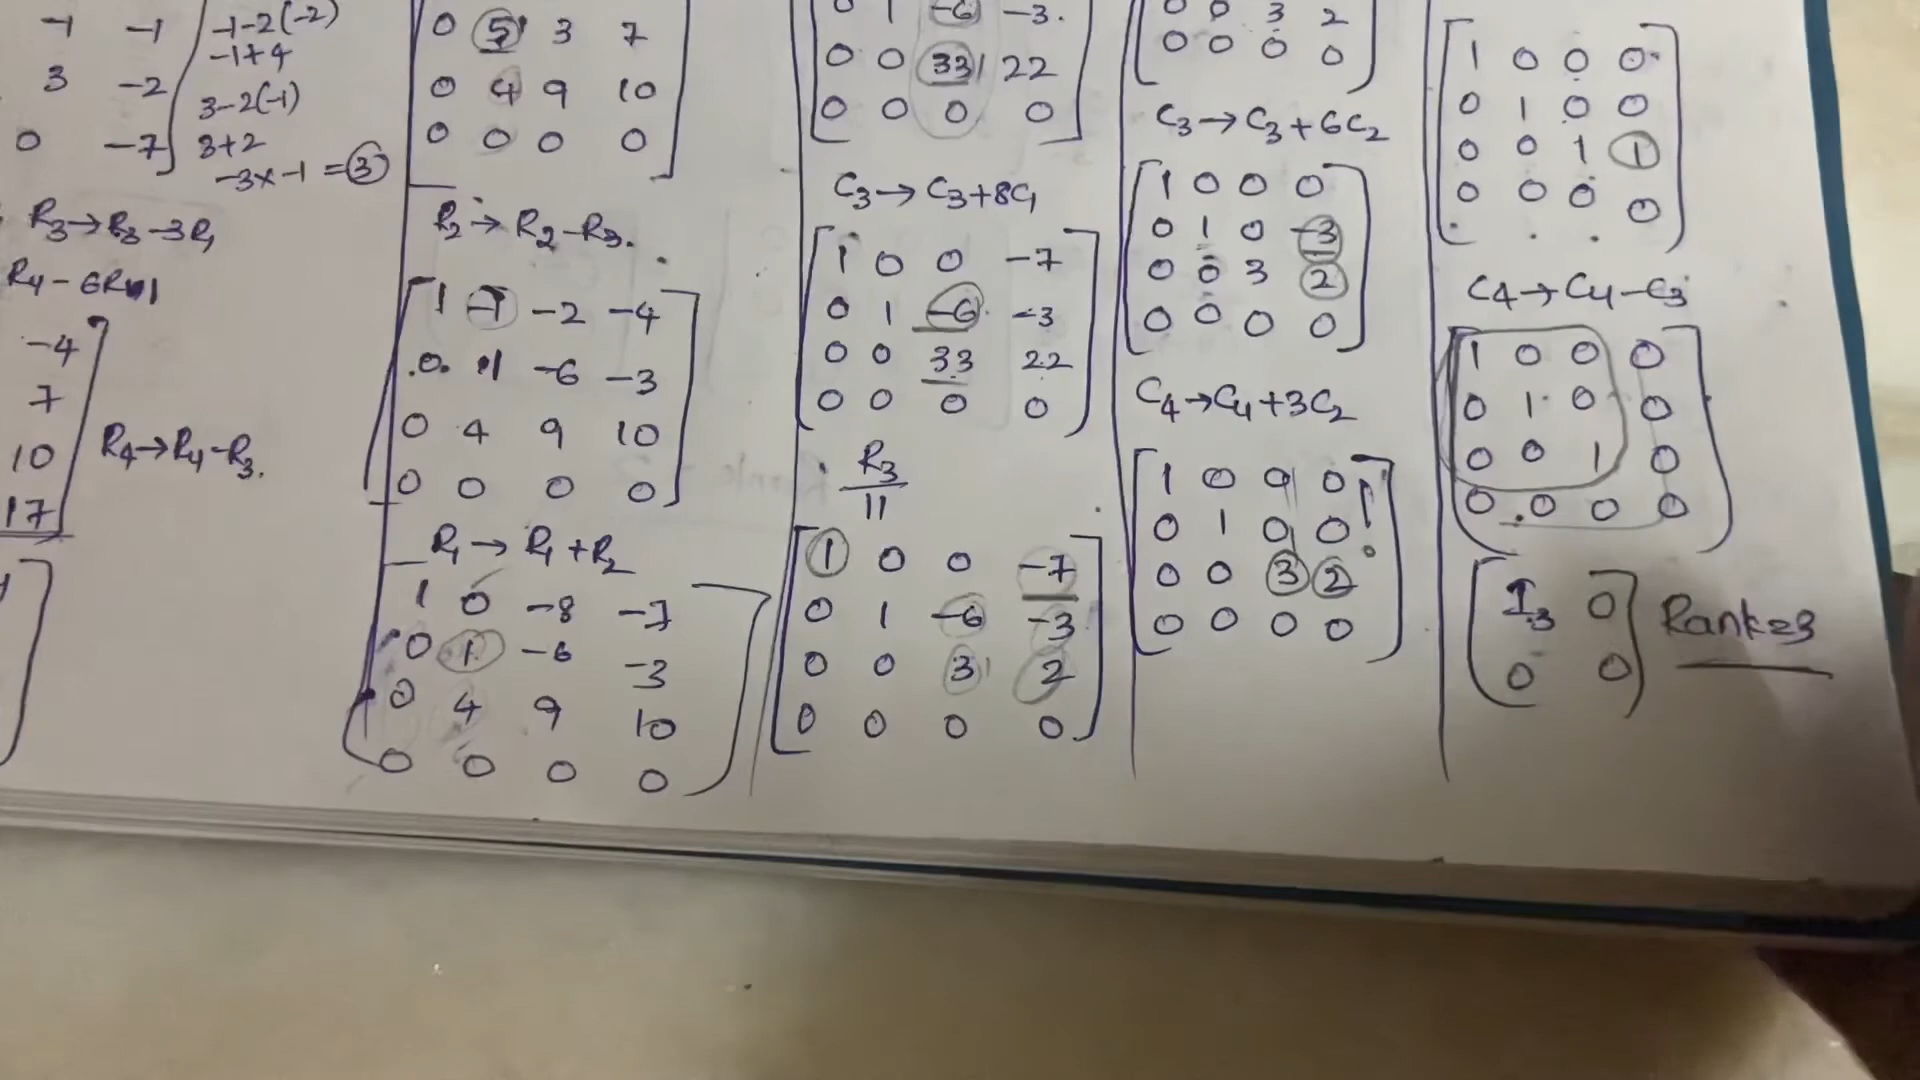 -1 -1 -1-2(-2)
-1+4
3 -2 3-2(-1)
0 -7 3+2
-3x-1 = 3
R3→R3-3R1
R4-6R1
-4
7
10 R4→R4-R3.
17
0 5 3 7
0 4 9 10
0 0 0 0
R2→R2-R3.
1 -1 -2 -4
0 1 -6 -3
0 4 9 10
0 0 0 0
R1→R1+R2
1 0 -8 -7
0 1 -6 -3
0 4 9 10
0 0 0 0
0 1 -6 -3
0 0 33 22
0 0 0 0
C3→C3+8C1
1 0 0 -7
0 1 -6 -3
0 0 33 22
0 0 0 0
R3
11
1 0 0 -7
0 1 -6 -3
0 0 3 2
0 0 0 0
0 0 3 2
0 0 0 0
C3→C3+6C2
1 0 0 0
0 1 0 -3
0 0 3 2
0 0 0 0
C4→C4+3C2
1 0 0 0
0 1 0 0
0 0 3 2
0 0 0 0
1 0 0 0
0 1 0 0
0 0 1 1
0 0 0 0
C4→C4-C3
1 0 0 0
0 1 0 0
0 0 1 0
0 0 0 0
I3 0 Rank=3
0 0